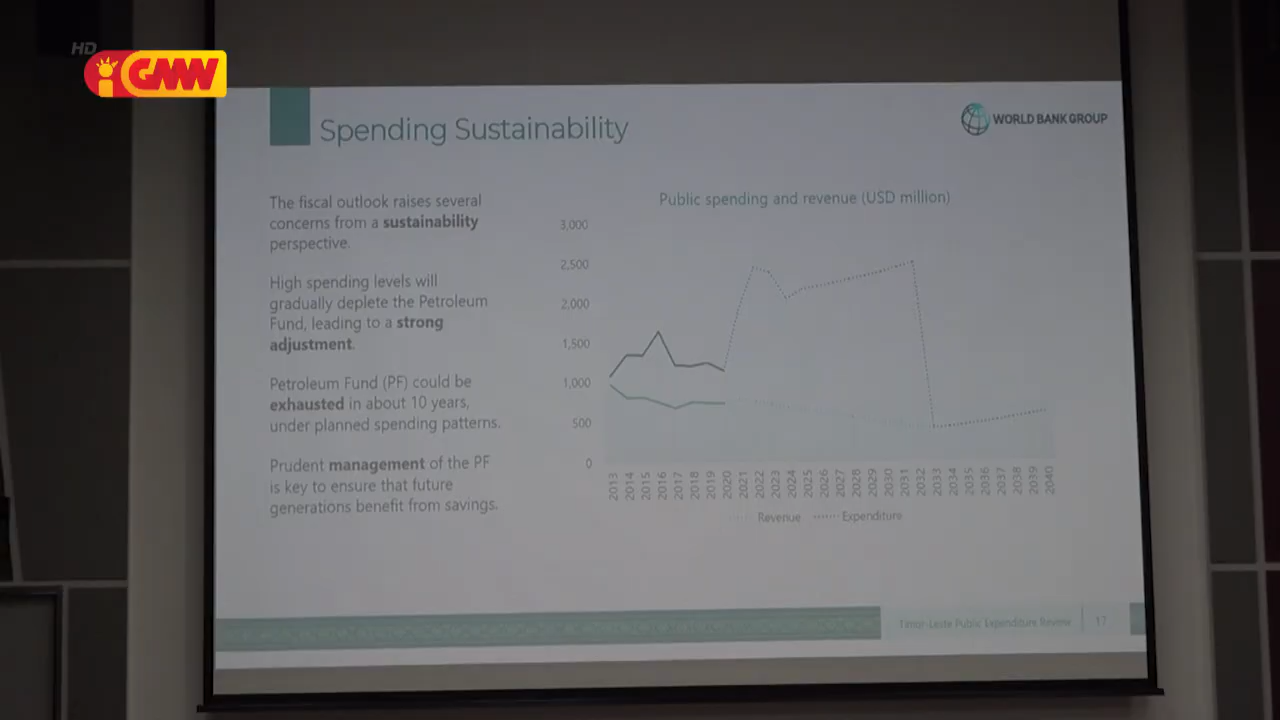 HD
GMW
Spending Sustainability
WORLD BANK GROUP
The fiscal outlook raises several
concerns from a sustainability
perspective.
High spending levels will
gradually deplete the Petroleum
Fund, leading to a strong
adjustment.
Petroleum Fund (PF) could be
exhausted in about 10 years,
under planned spending patterns.
Prudent management of the PF
is key to ensure that future
generations benefit from savings.
Public spending and revenue (USD million)
3,000
2,500
2,000
1,500
1,000
500
0
2013 2014 2015 2016 2017 2018 2019 2020 2021 2022 2023 2024 2025 2026 2027 2028 2029 2030 2031 2032 2033 2034 2035 2036 2037 2038 2039 2040
Revenue Expenditure
Timor-Leste Public Expenditure Review 17